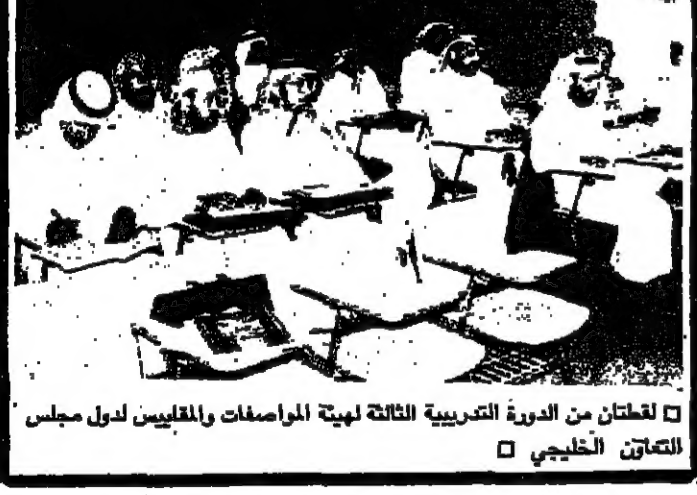 □ لقطتان من الدورة التدريبية الثالثة لهيئة المواصفات والمقاييس لدول مجلس
التعاون الخليجي □